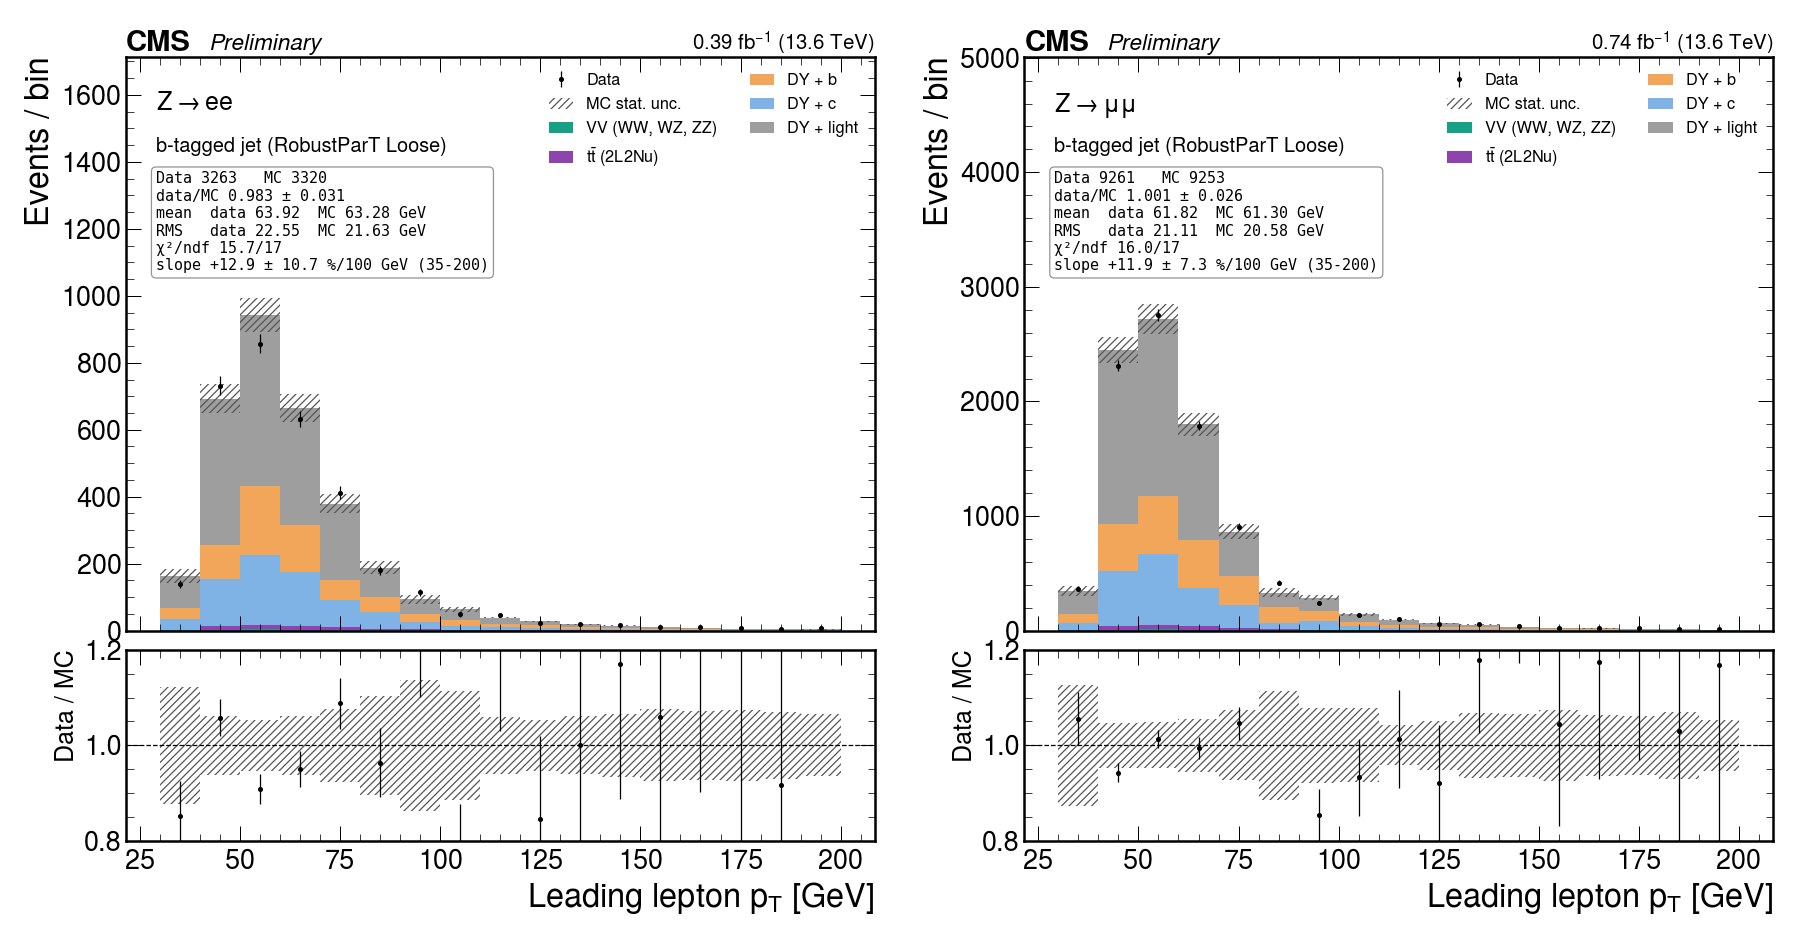 CMS Preliminary 0.39 fb⁻¹ (13.6 TeV)
Events / bin
1600
1400
1200
1000
800
600
400
200
0
Z → ee
b-tagged jet (RobustParT Loose)
Data 3263   MC 3320
data/MC 0.983 ± 0.031
mean  data 63.92  MC 63.28 GeV
RMS   data 22.55  MC 21.63 GeV
χ²/ndf 15.7/17
slope +12.9 ± 10.7 %/100 GeV (35-200)
Data
MC stat. unc.
VV (WW, WZ, ZZ)
tt̄ (2L2Nu)
DY + b
DY + c
DY + light
Data / MC
1.2
1.0
0.8
25 50 75 100 125 150 175 200
Leading lepton pT [GeV]
CMS Preliminary 0.74 fb⁻¹ (13.6 TeV)
Events / bin
5000
4000
3000
2000
1000
0
Z → μμ
b-tagged jet (RobustParT Loose)
Data 9261   MC 9253
data/MC 1.001 ± 0.026
mean  data 61.82  MC 61.30 GeV
RMS   data 21.11  MC 20.58 GeV
χ²/ndf 16.0/17
slope +11.9 ± 7.3 %/100 GeV (35-200)
Data
MC stat. unc.
VV (WW, WZ, ZZ)
tt̄ (2L2Nu)
DY + b
DY + c
DY + light
Data / MC
1.2
1.0
0.8
25 50 75 100 125 150 175 200
Leading lepton pT [GeV]